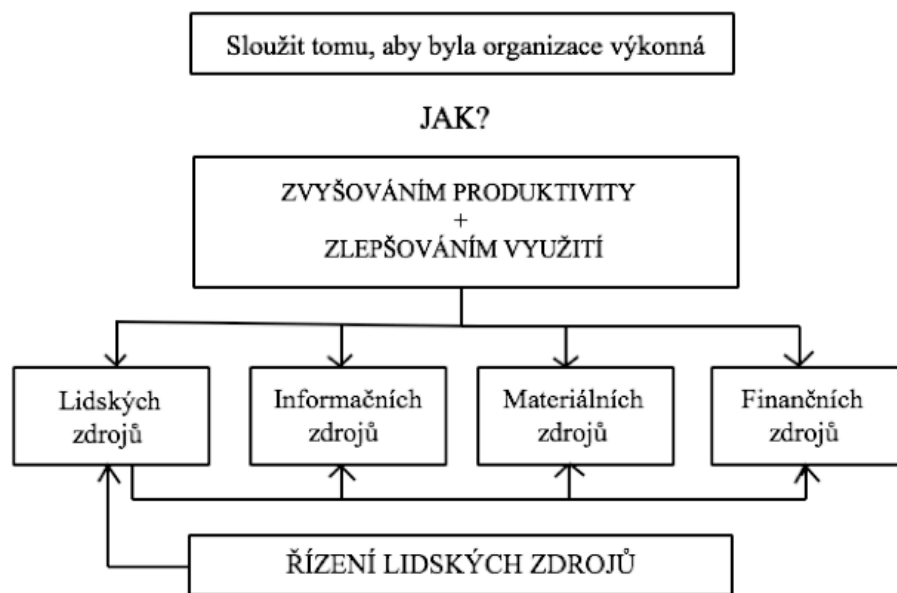 Sloužit tomu, aby byla organizace výkonná
JAK?
ZVYŠOVÁNÍM PRODUKTIVITY
+
ZLEPŠOVÁNÍM VYUŽITÍ
Lidských
zdrojů
Informačních
zdrojů
Materiálních
zdrojů
Finančních
zdrojů
ŘÍZENÍ LIDSKÝCH ZDROJŮ